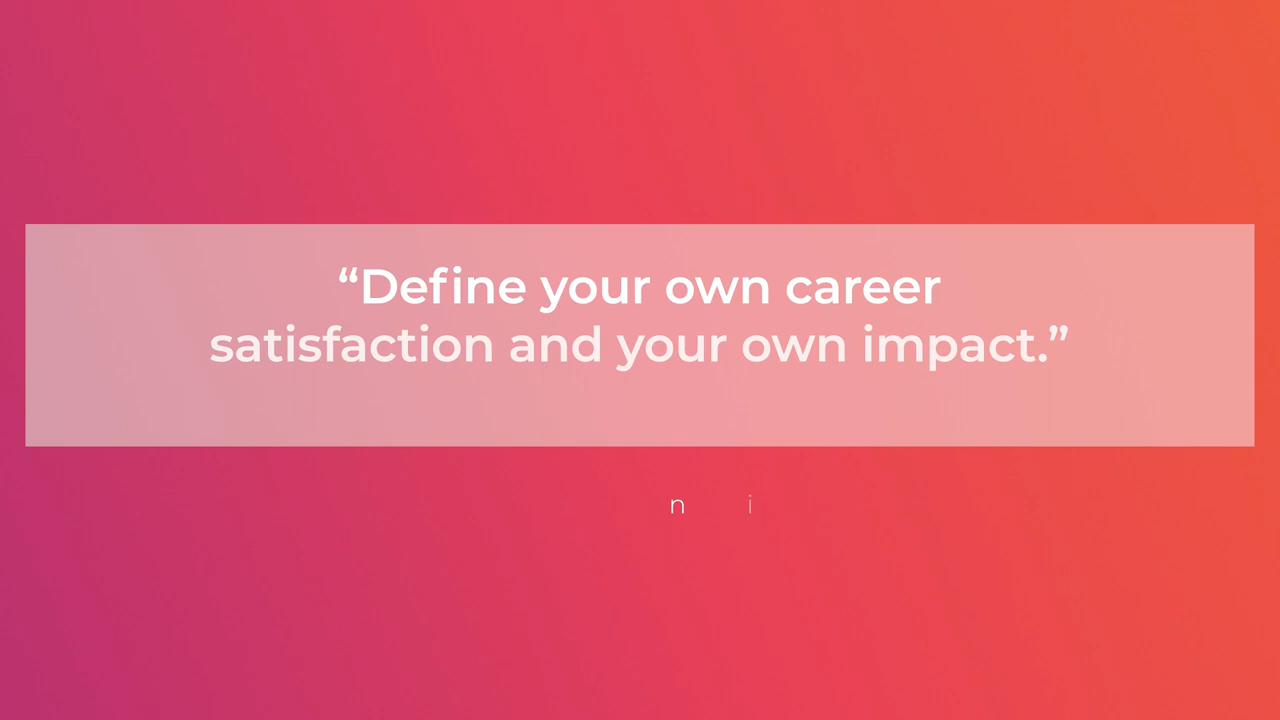 “Define your own career
satisfaction and your own impact.”
n i